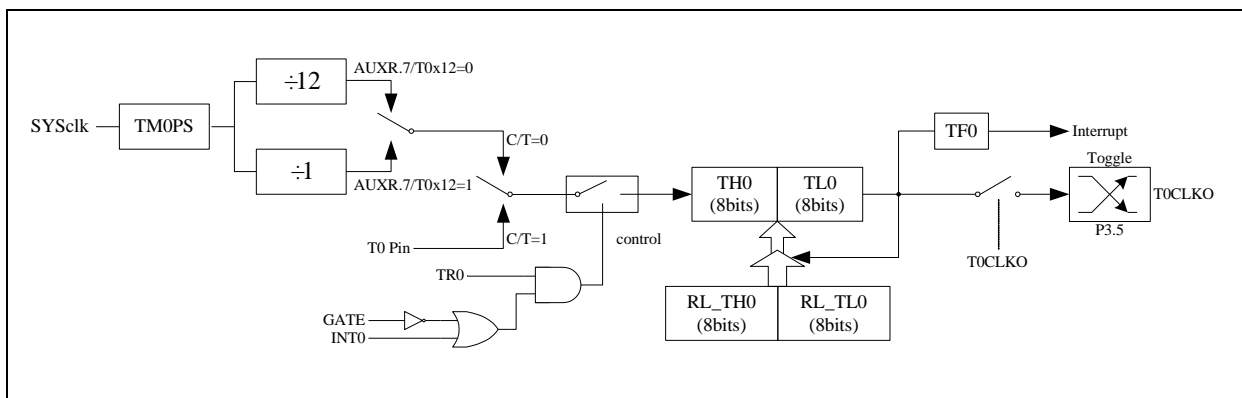 ÷12
AUXR.7/T0x12=0
SYSclk
TM0PS
C/T=0
÷1
AUXR.7/T0x12=1
TF0
Interrupt
Toggle
TH0
(8bits)
TL0
(8bits)
T0CLKO
P3.5
T0 Pin
C/T=1
control
T0CLKO
TR0
GATE
INT0
RL_TH0
(8bits)
RL_TL0
(8bits)